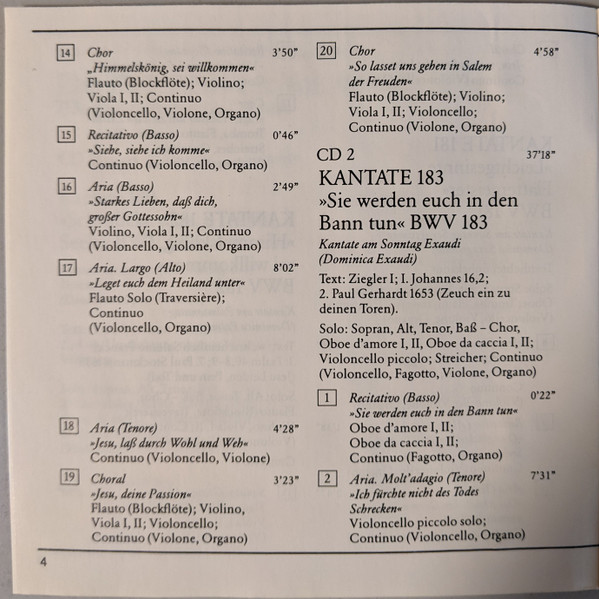 14 Chor 3’50”
„Himmelskönig, sei willkommen«
Flauto (Blockflöte); Violino;
Viola I, II; Continuo
(Violoncello, Violone, Organo)
15 Recitativo (Basso) 0’46”
»Siehe, siehe ich komme«
Continuo (Violoncello, Organo)
16 Aria (Basso) 2’49”
»Starkes Lieben, daß dich,
großer Gottessohn«
Violino, Viola I, II; Continuo
(Violoncello, Violone, Organo)
17 Aria. Largo (Alto) 8’02”
»Leget euch dem Heiland unter«
Flauto Solo (Traversière);
Continuo
(Violoncello, Organo)
18 Aria (Tenore) 4’28”
»Jesu, laß durch Wohl und Weh«
Continuo (Violoncello, Violone)
19 Choral 3’23”
»Jesu, deine Passion«
Flauto (Blockflöte); Violino,
Viola I, II; Violoncello;
Continuo (Violone, Organo)
20 Chor 4’58”
»So lasset uns gehen in Salem
der Freuden«
Flauto (Blockflöte); Violino;
Viola I, II; Violoncello;
Continuo (Violone, Organo)
CD 2 37’18”
KANTATE 183
»Sie werden euch in den
Bann tun« BWV 183
Kantate am Sonntag Exaudi
(Dominica Exaudi)
Text: Ziegler I; I. Johannes 16,2;
2. Paul Gerhardt 1653 (Zeuch ein zu
deinen Toren).
Solo: Sopran, Alt, Tenor, Baß – Chor,
Oboe d’amore I, II, Oboe da caccia I, II;
Violoncello piccolo; Streicher; Continuo
(Violoncello, Fagotto, Violone, Organo)
1 Recitativo (Basso) 0’22”
»Sie werden euch in den Bann tun«
Oboe d’amore I, II;
Oboe da caccia I, II;
Continuo (Fagotto, Organo)
2 Aria. Molt’adagio (Tenore) 7’31”
»Ich fürchte nicht des Todes
Schrecken«
Violoncello piccolo solo;
Continuo (Violoncello, Organo)
4